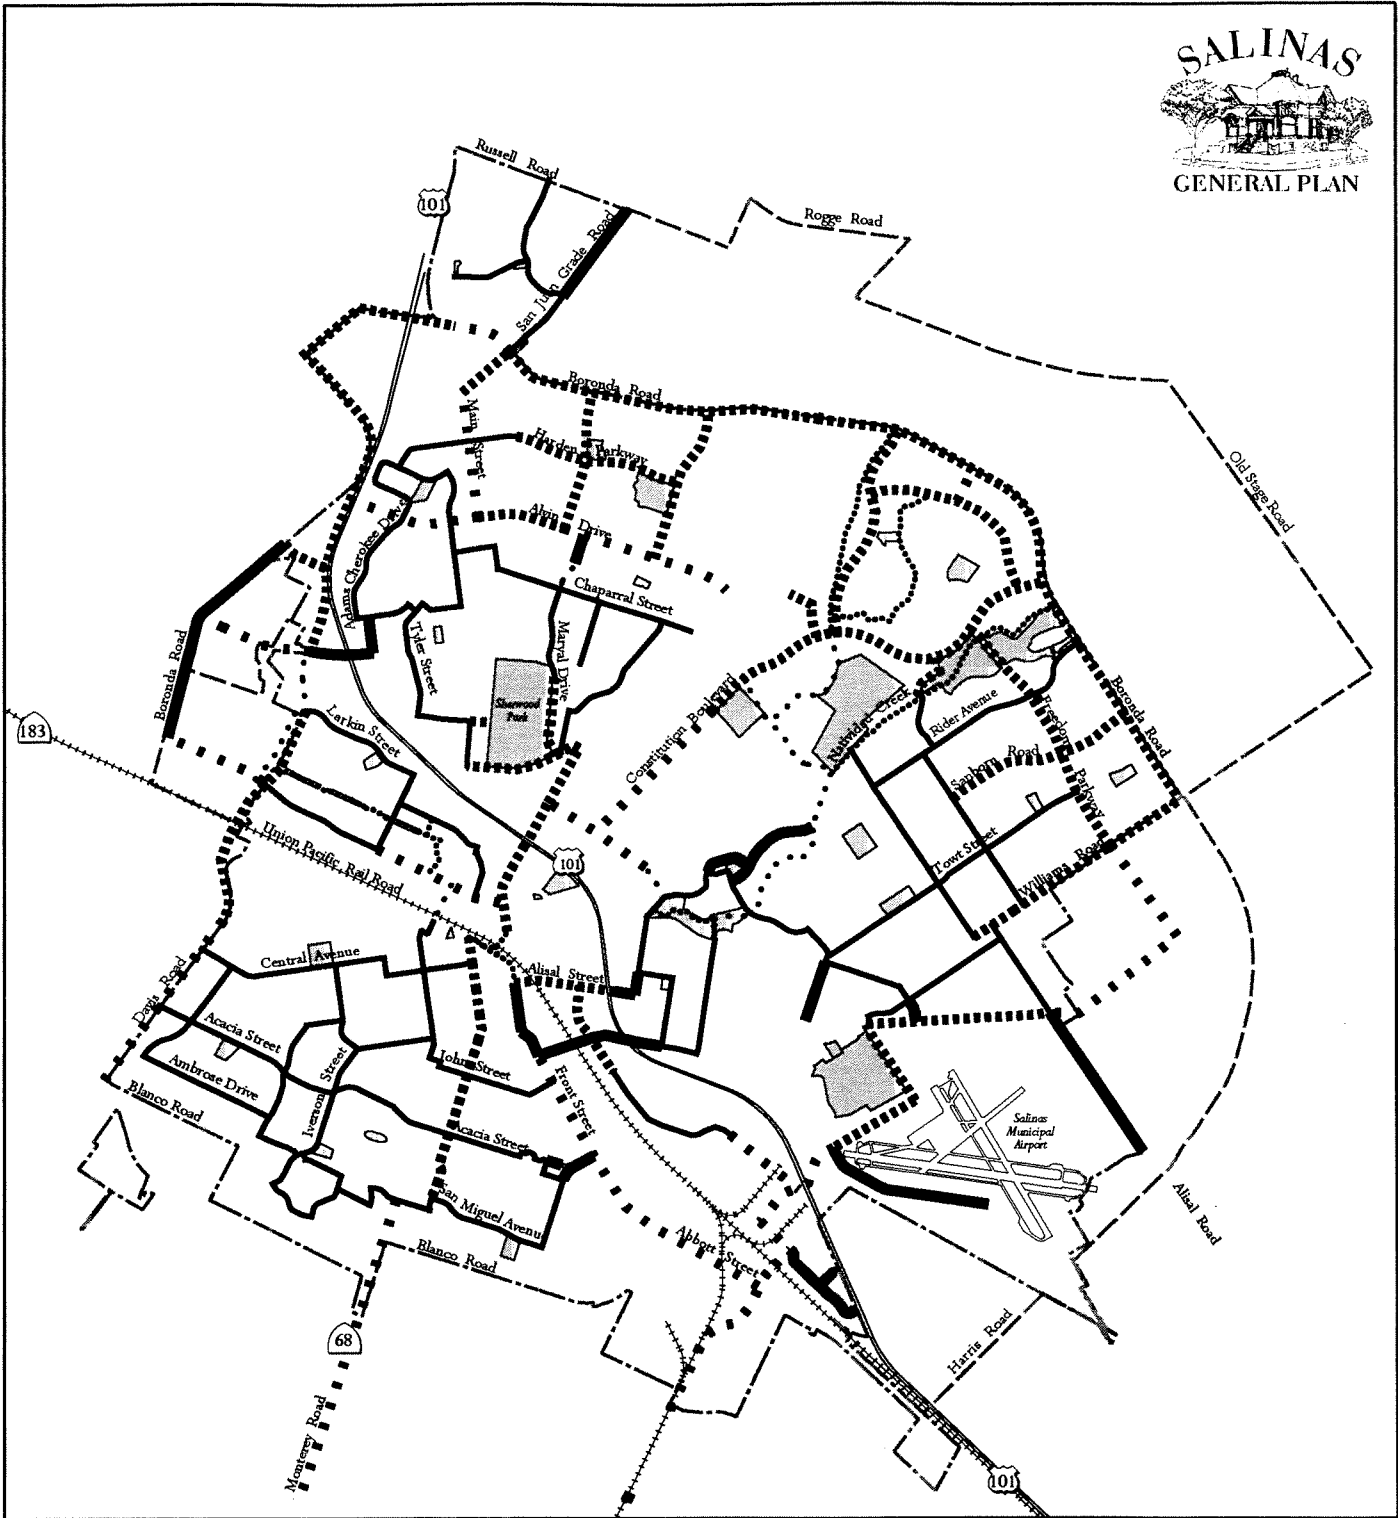 SALINAS
GENERAL PLAN
Russell Road
101
Rogge Road
San Juan Grade Road
Boronda Road
Main Street
Harden Parkway
Old Stage Road
Alvin Drive
Adams
Cherokee Drive
Chaparral Street
Tyler Street
Maryal Drive
Boronda Road
Sherwood
Park
Constitution Boulevard
Natividad Creek
Rider Avenue
Freedom Parkway
Boronda Road
183
Larkin Street
Sanborn Road
Union Pacific Rail Road
101
Towt Street
Williams Road
Central Avenue
Alisal Street
Davis Road
Acacia Street
Ambrose Drive
Iverson Street
John Street
Front Street
Blanco Road
Acacia Street
Salinas
Municipal
Airport
San Miguel Avenue
Abbott Street
Alisal Road
Blanco Road
68
Harris Road
Monterey Road
101